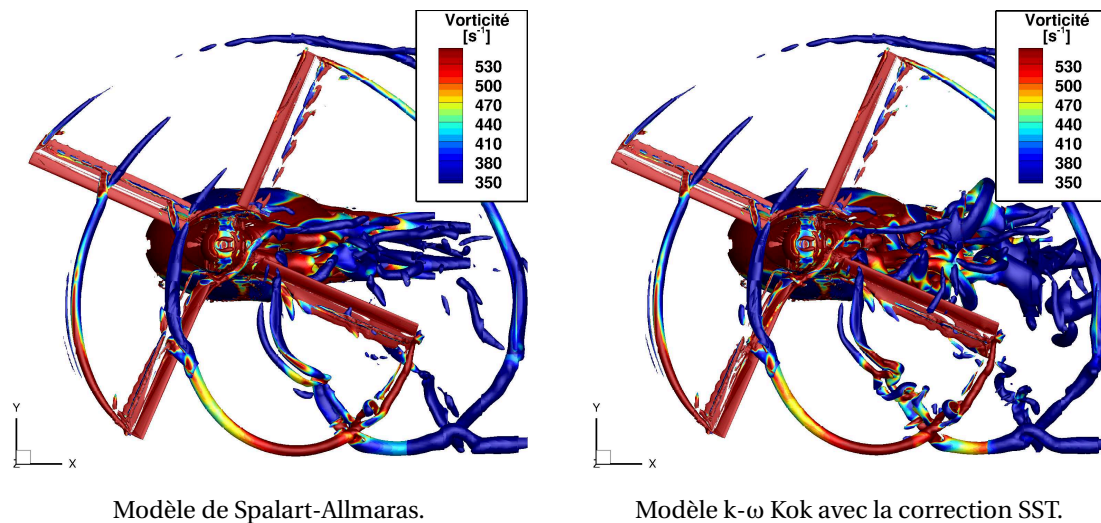 Vorticité
[s⁻¹]
530
500
470
440
410
380
350
Y
Z
X
Modèle de Spalart-Allmaras.
Vorticité
[s⁻¹]
530
500
470
440
410
380
350
Y
Z
X
Modèle k-ω Kok avec la correction SST.